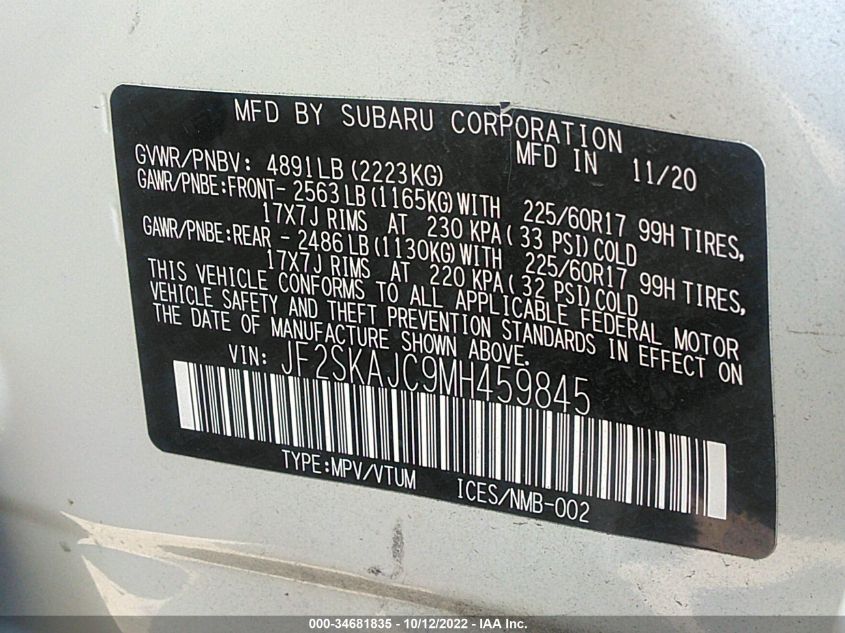 MFD BY SUBARU CORPORATION
GVWR/PNBV: 4891LB(2223KG) MFD IN 11/20
GAWR/PNBE:FRONT- 2563LB(1165KG)WITH 225/60R17 99H TIRES,
17X7J RIMS AT 230 KPA( 33 PSI)COLD
GAWR/PNBE:REAR - 2486LB(1130KG)WITH 225/60R17 99H TIRES,
17X7J RIMS AT 220 KPA( 32 PSI)COLD
THIS VEHICLE CONFORMS TO ALL APPLICABLE FEDERAL MOTOR
VEHICLE SAFETY AND THEFT PREVENTION STANDARDS IN EFFECT ON
THE DATE OF MANUFACTURE SHOWN ABOVE.
VIN: JF2SKAJC9MH459845
TYPE:MPV/VTUM ICES/NMB-002
000-34681835 - 10/12/2022 - IAA Inc.